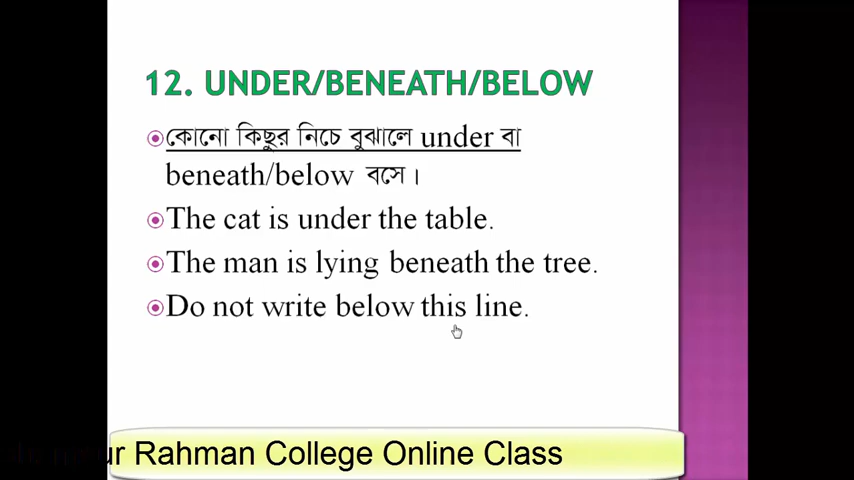 12. UNDER/BENEATH/BELOW
কোনো কিছুর নিচে বুঝালে under বা
beneath/below বসে।
The cat is under the table.
The man is lying beneath the tree.
Do not write below this line.
Rahman College Online Class